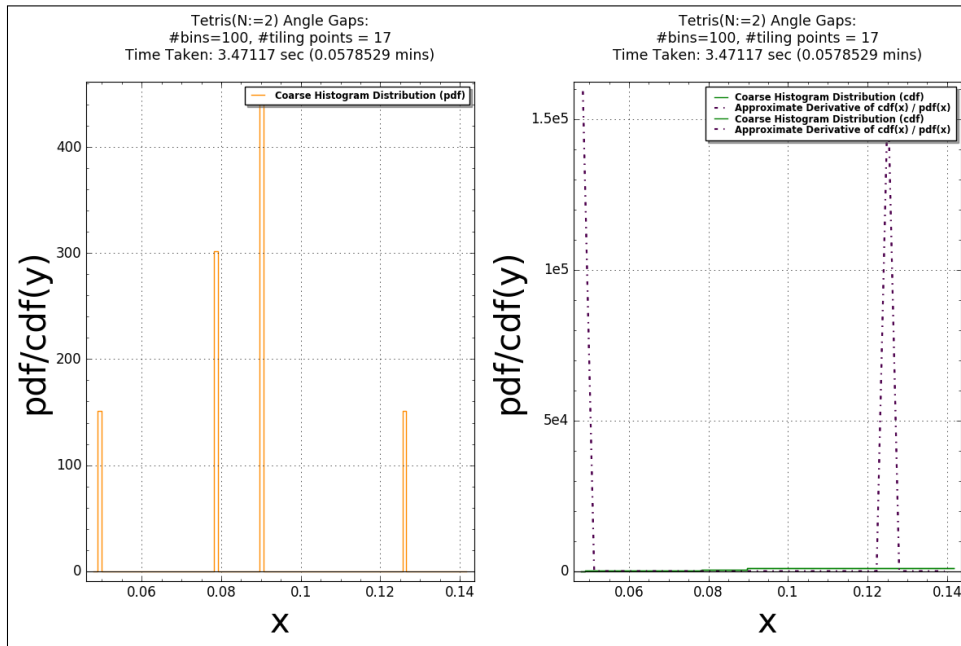 Tetris(N:=2) Angle Gaps:
#bins=100, #tiling points = 17
Time Taken: 3.47117 sec (0.0578529 mins)
Coarse Histogram Distribution (pdf)
400
300
200
100
0
0.06 0.08 0.1 0.12 0.14
pdf/cdf(y)
x
Tetris(N:=2) Angle Gaps:
#bins=100, #tiling points = 17
Time Taken: 3.47117 sec (0.0578529 mins)
Coarse Histogram Distribution (cdf)
Approximate Derivative of cdf(x) / pdf(x)
Coarse Histogram Distribution (cdf)
Approximate Derivative of cdf(x) / pdf(x)
1.5e5
1e5
5e4
0
0.06 0.08 0.1 0.12 0.14
pdf/cdf(y)
x